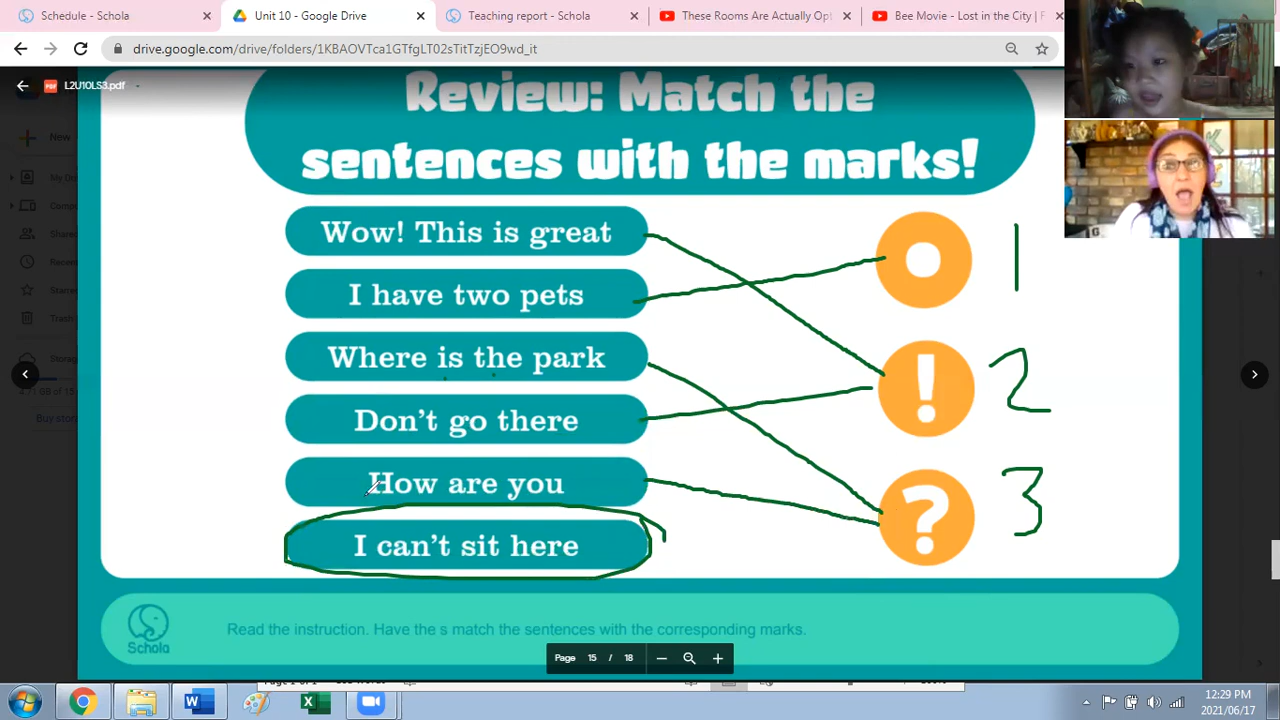 Schedule - Schola
Unit 10 - Google Drive
Teaching report - Schola
These Rooms Are Actually Opt
Bee Movie - Lost in the City | F
drive.google.com/drive/folders/1KBAOVTca1GTfgLT02sTitTzjEO9wd_it
L2U10LS3.pdf
New
Review: Match the
sentences with the marks!
Wow! This is great
I have two pets
Where is the park
Don't go there
How are you
I can't sit here
1
!
2
?
3
Schola
Read the instruction. Have the s match the sentences with the corresponding marks.
Page 15 / 18
12:29 PM
2021/06/17